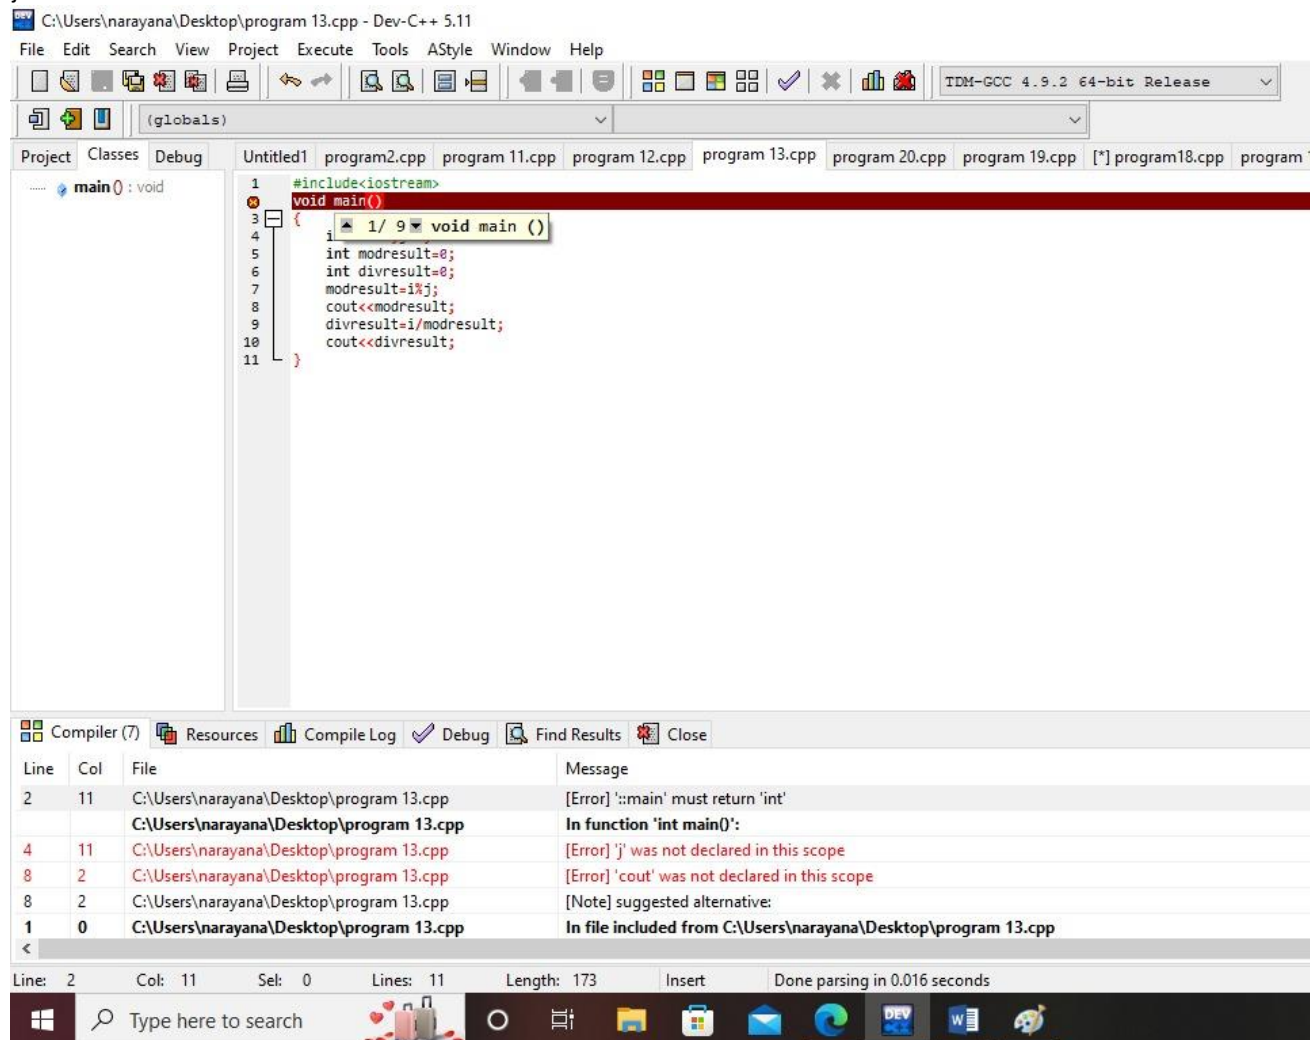 C:\Users\narayana\Desktop\program 13.cpp - Dev-C++ 5.11
File Edit Search View Project Execute Tools AStyle Window Help
TDM-GCC 4.9.2 64-bit Release
(globals)
Project Classes Debug Untitled1 program2.cpp program 11.cpp program 12.cpp program 13.cpp program 20.cpp program 19.cpp [*] program18.cpp program
main () : void
1 #include<iostream>
void main()
3 {
1/ 9 void main ()
4 i
5 int modresult=0;
6 int divresult=0;
7 modresult=i%j;
8 cout<<modresult;
9 divresult=i/modresult;
10 cout<<divresult;
11 }
Compiler (7) Resources Compile Log Debug Find Results Close
Line Col File Message
2 11 C:\Users\narayana\Desktop\program 13.cpp [Error] '::main' must return 'int'
C:\Users\narayana\Desktop\program 13.cpp In function 'int main()':
4 11 C:\Users\narayana\Desktop\program 13.cpp [Error] 'j' was not declared in this scope
8 2 C:\Users\narayana\Desktop\program 13.cpp [Error] 'cout' was not declared in this scope
8 2 C:\Users\narayana\Desktop\program 13.cpp [Note] suggested alternative:
1 0 C:\Users\narayana\Desktop\program 13.cpp In file included from C:\Users\narayana\Desktop\program 13.cpp
Line: 2 Col: 11 Sel: 0 Lines: 11 Length: 173 Insert Done parsing in 0.016 seconds
Type here to search
DEV